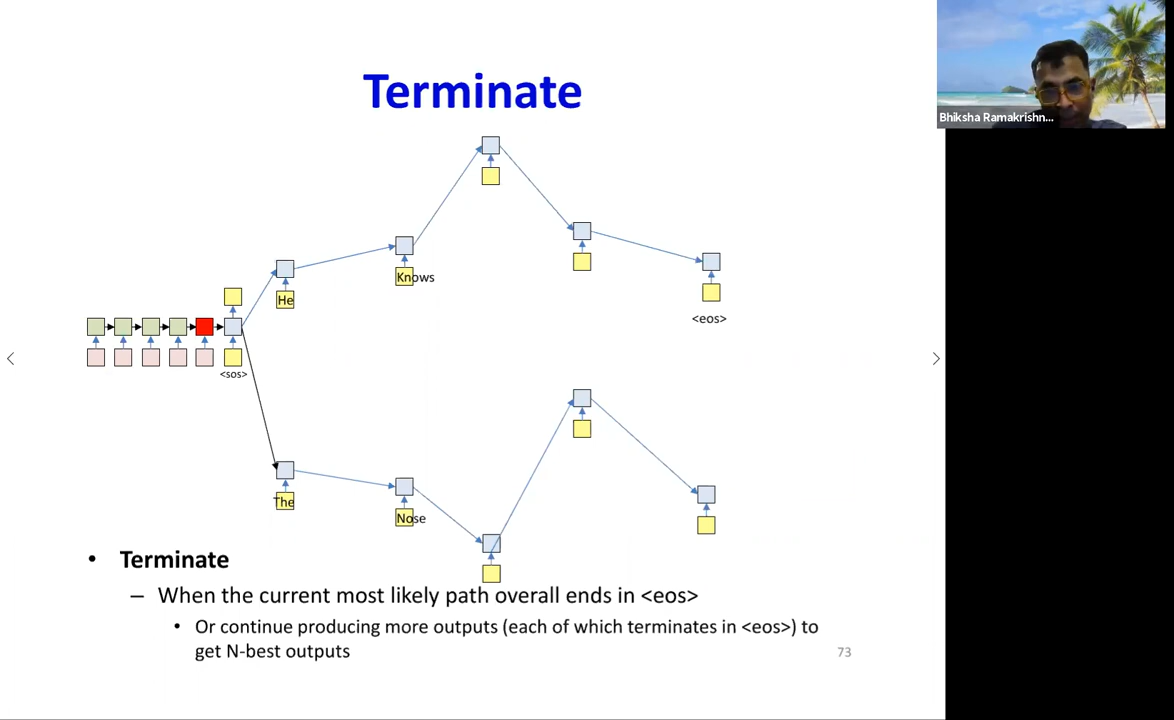 Terminate
Bhiksha Ramakrishn...
Knows
He
<eos>
<sos>
The
Nose
• Terminate
– When the current most likely path overall ends in <eos>
• Or continue producing more outputs (each of which terminates in <eos>) to
get N-best outputs
73